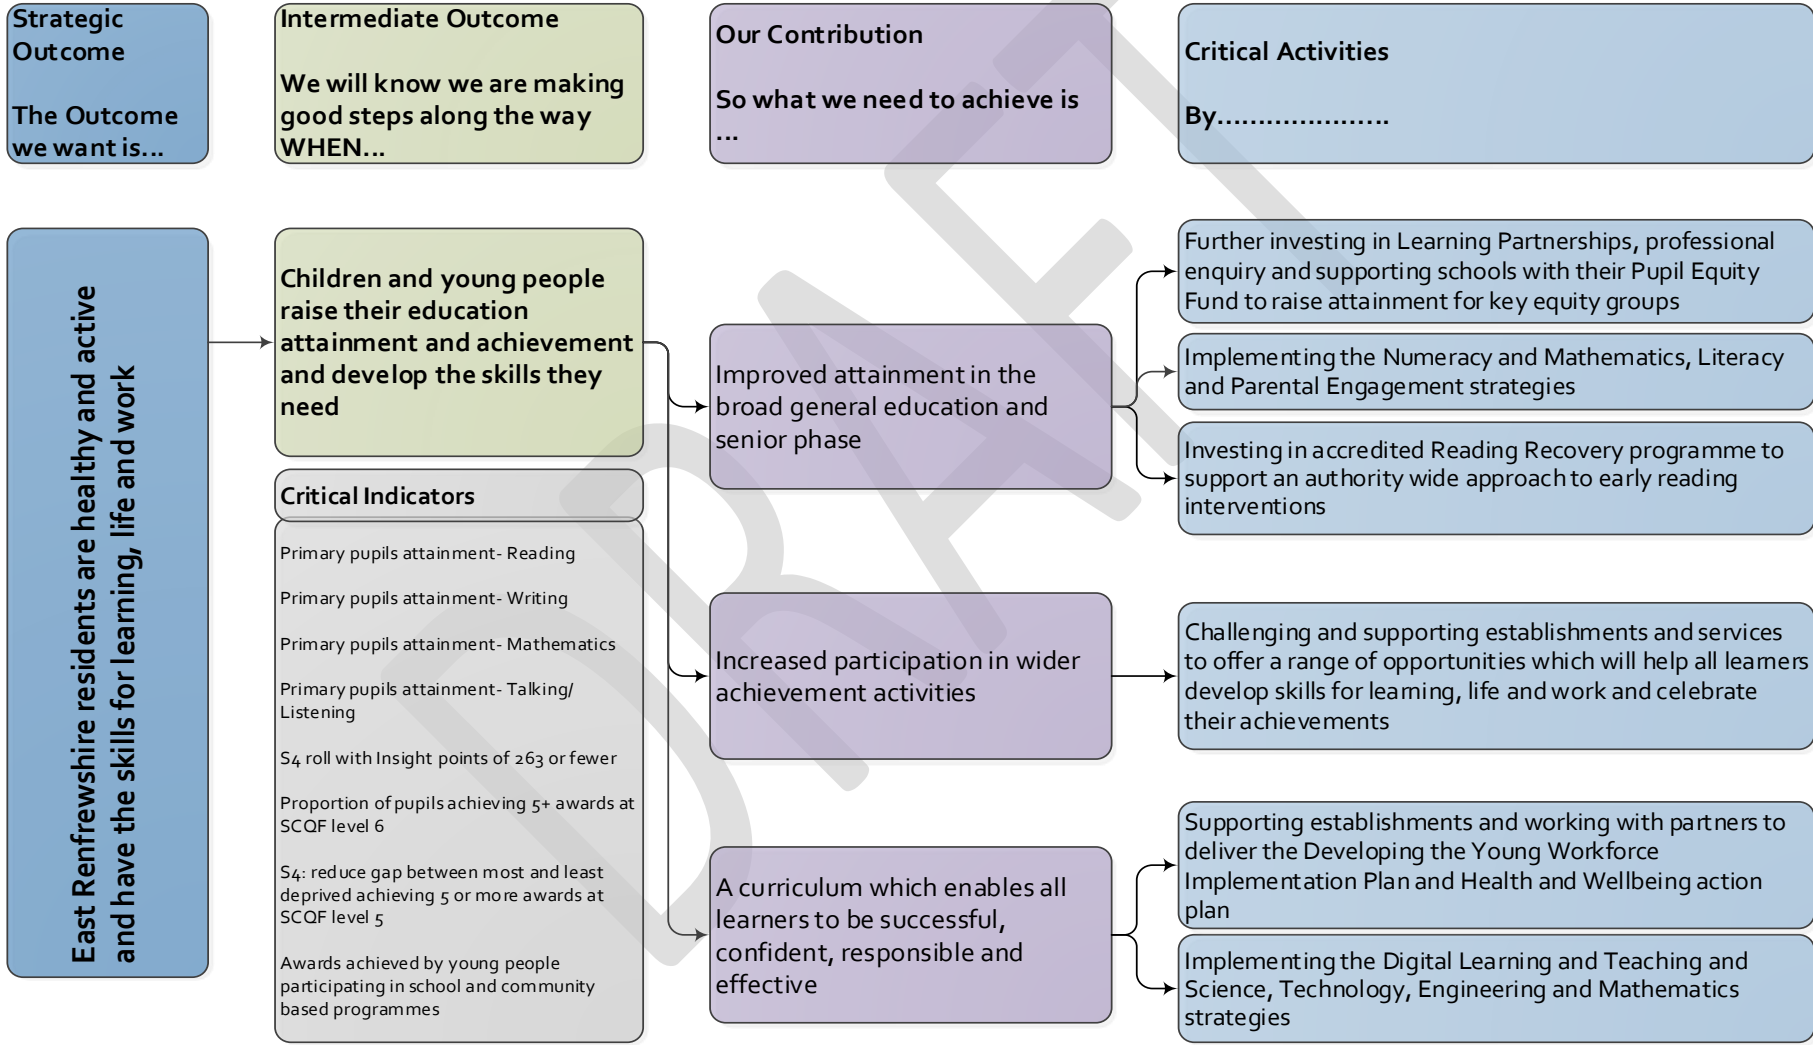 Strategic
Outcome
The Outcome
we want is...
Intermediate Outcome
We will know we are making
good steps along the way
WHEN...
Our Contribution
So what we need to achieve is
...
Critical Activities
By.....................
East Renfrewshire residents are healthy and active
and have the skills for learning, life and work
Children and young people
raise their education
attainment and achievement
and develop the skills they
need
Critical Indicators
Primary pupils attainment- Reading
Primary pupils attainment- Writing
Primary pupils attainment- Mathematics
Primary pupils attainment- Talking/
Listening
S4 roll with Insight points of 263 or fewer
Proportion of pupils achieving 5+ awards at
SCQF level 6
S4: reduce gap between most and least
deprived achieving 5 or more awards at
SCQF level 5
Awards achieved by young people
participating in school and community
based programmes
Improved attainment in the
broad general education and
senior phase
Increased participation in wider
achievement activities
A curriculum which enables all
learners to be successful,
confident, responsible and
effective
Further investing in Learning Partnerships, professional
enquiry and supporting schools with their Pupil Equity
Fund to raise attainment for key equity groups
Implementing the Numeracy and Mathematics, Literacy
and Parental Engagement strategies
Investing in accredited Reading Recovery programme to
support an authority wide approach to early reading
interventions
Challenging and supporting establishments and services
to offer a range of opportunities which will help all learners
develop skills for learning, life and work and celebrate
their achievements
Supporting establishments and working with partners to
deliver the Developing the Young Workforce
Implementation Plan and Health and Wellbeing action
plan
Implementing the Digital Learning and Teaching and
Science, Technology, Engineering and Mathematics
strategies
DRAFT